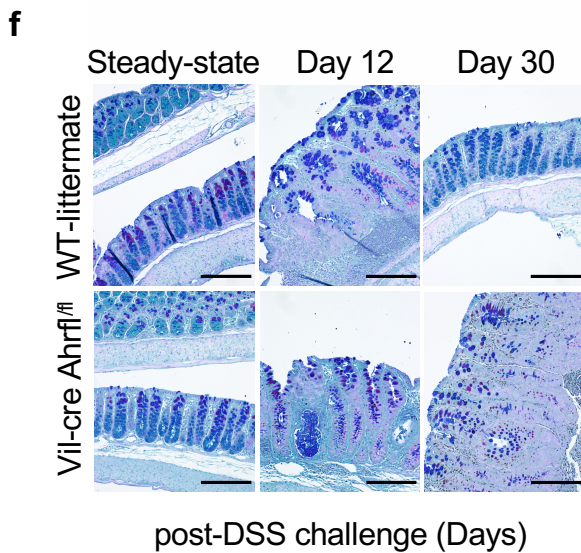 f
Steady-state Day 12 Day 30
WT-littermate
Vil-cre Ahrfl/fl
post-DSS challenge (Days)